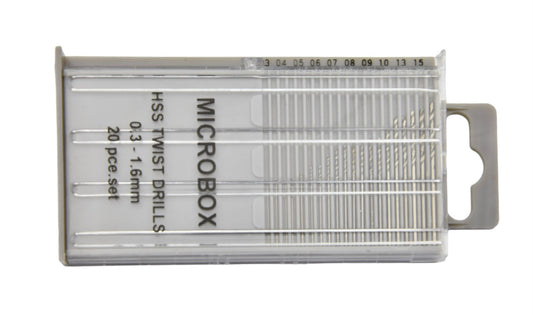 3 04 05 06 07 08 09 10 13 15
MICROBOX
HSS TWIST DRILLS
0.3 - 1.6mm
20 pce.set